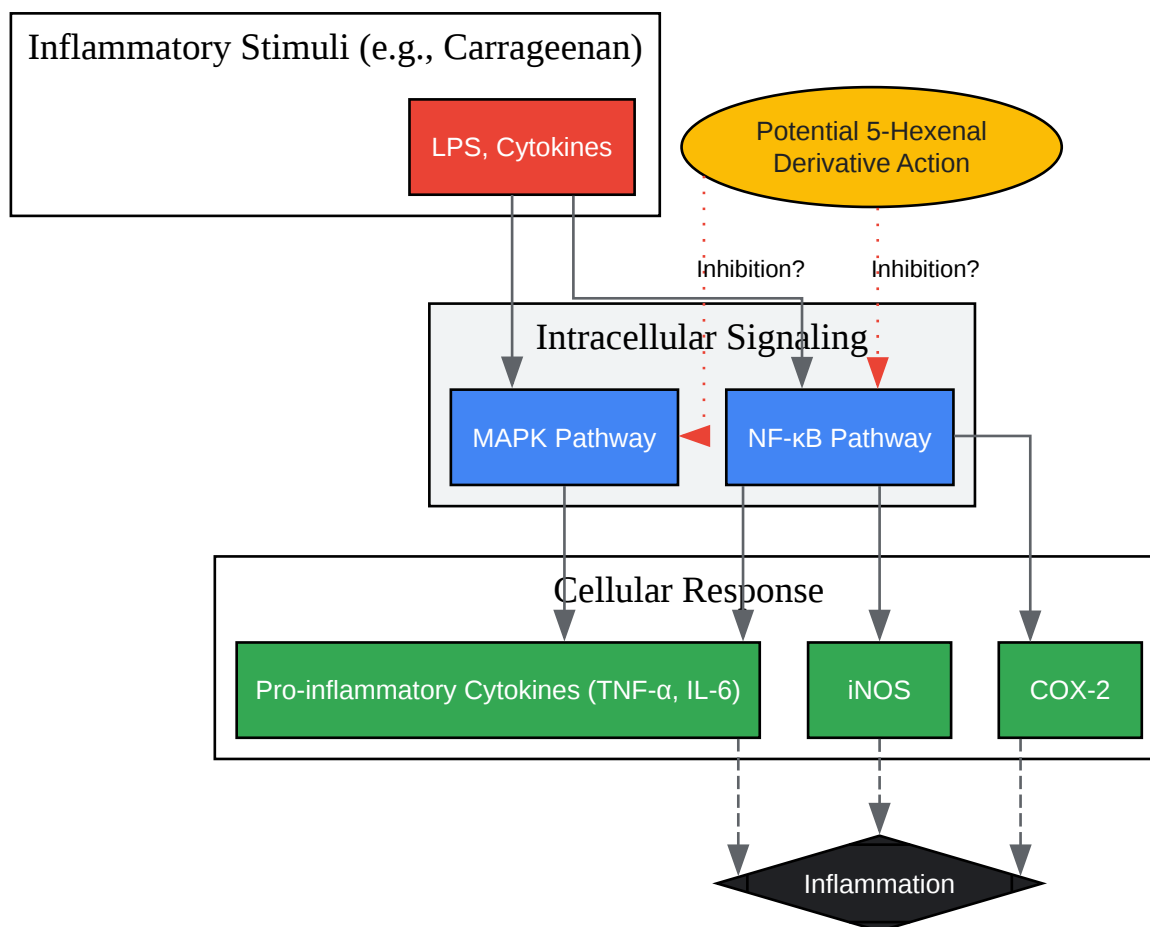 Inflammatory Stimuli (e.g., Carrageenan)
LPS, Cytokines
Potential 5-Hexenal
Derivative Action
Inhibition?
Inhibition?
Intracellular Signaling
MAPK Pathway
NF-κB Pathway
Cellular Response
Pro-inflammatory Cytokines (TNF-α, IL-6)
iNOS
COX-2
Inflammation